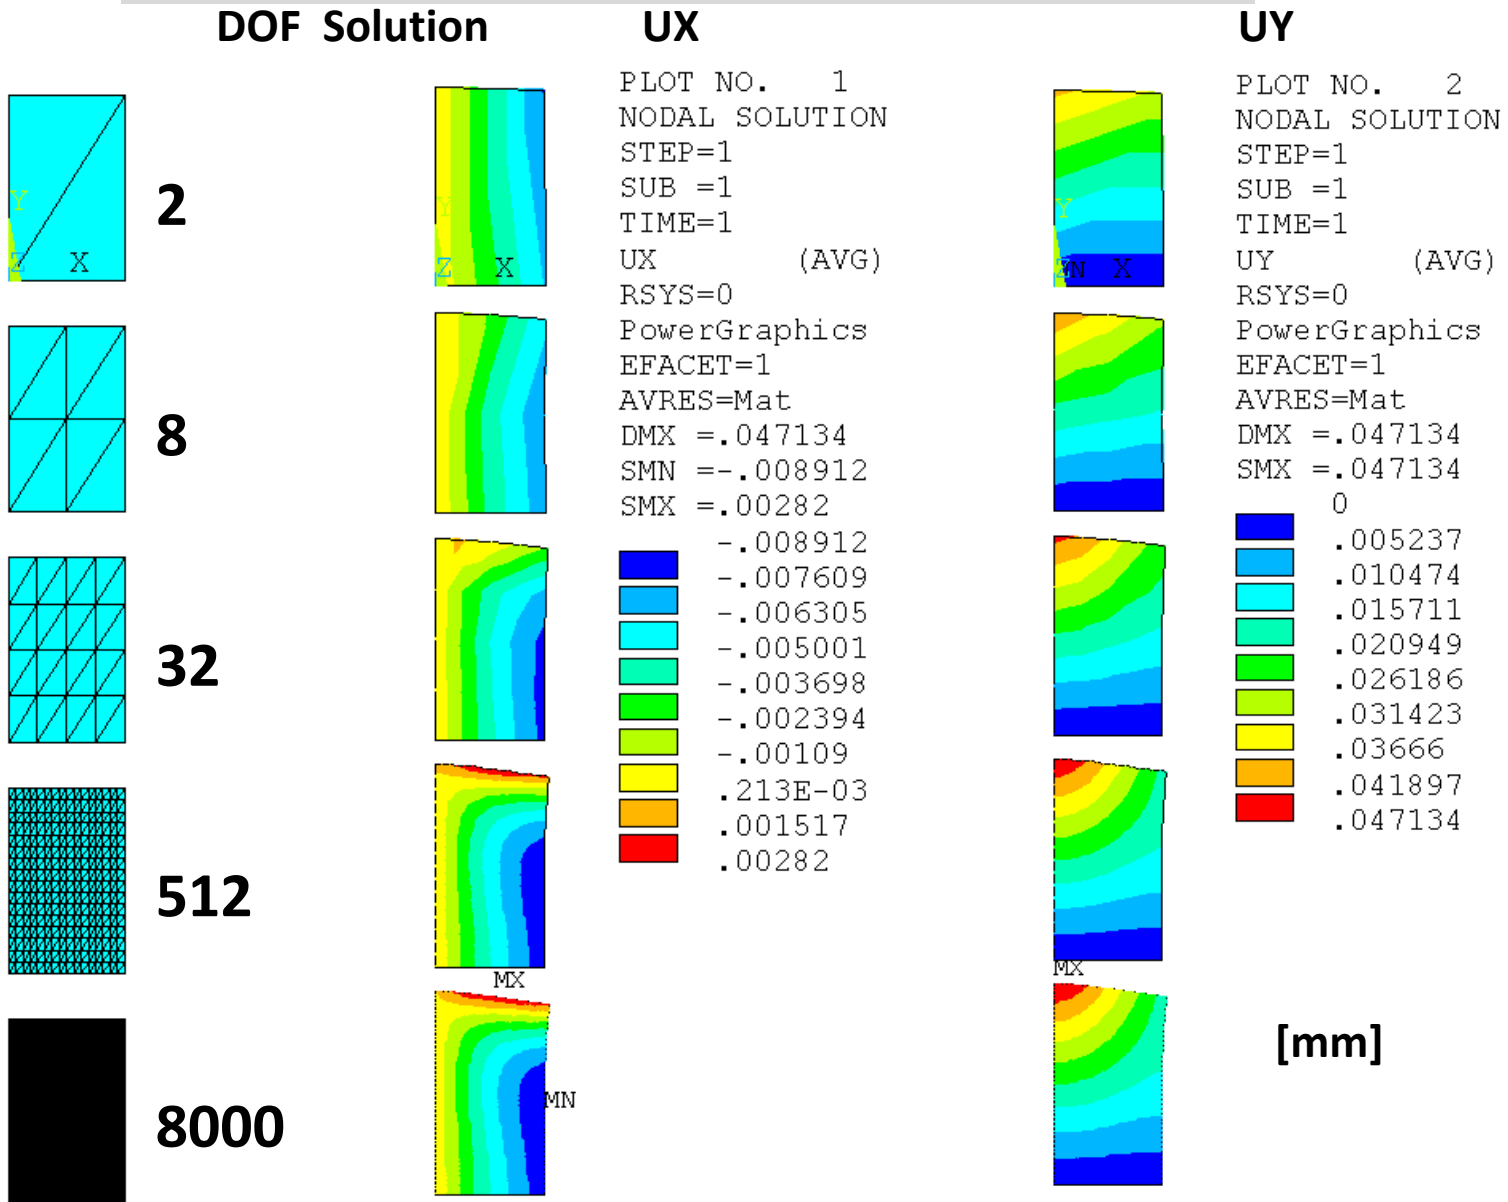 DOF Solution
UX
UY
Y
Z X
2
8
32
512
8000
Y
Z X
PLOT NO. 1
NODAL SOLUTION
STEP=1
SUB =1
TIME=1
UX (AVG)
RSYS=0
PowerGraphics
EFACET=1
AVRES=Mat
DMX =.047134
SMN =-.008912
SMX =.00282
-.008912
-.007609
-.006305
-.005001
-.003698
-.002394
-.00109
.213E-03
.001517
.00282
MX
MN
Y
X
PLOT NO. 2
NODAL SOLUTION
STEP=1
SUB =1
TIME=1
UY (AVG)
RSYS=0
PowerGraphics
EFACET=1
AVRES=Mat
DMX =.047134
SMX =.047134
0
.005237
.010474
.015711
.020949
.026186
.031423
.03666
.041897
.047134
MX
[mm]